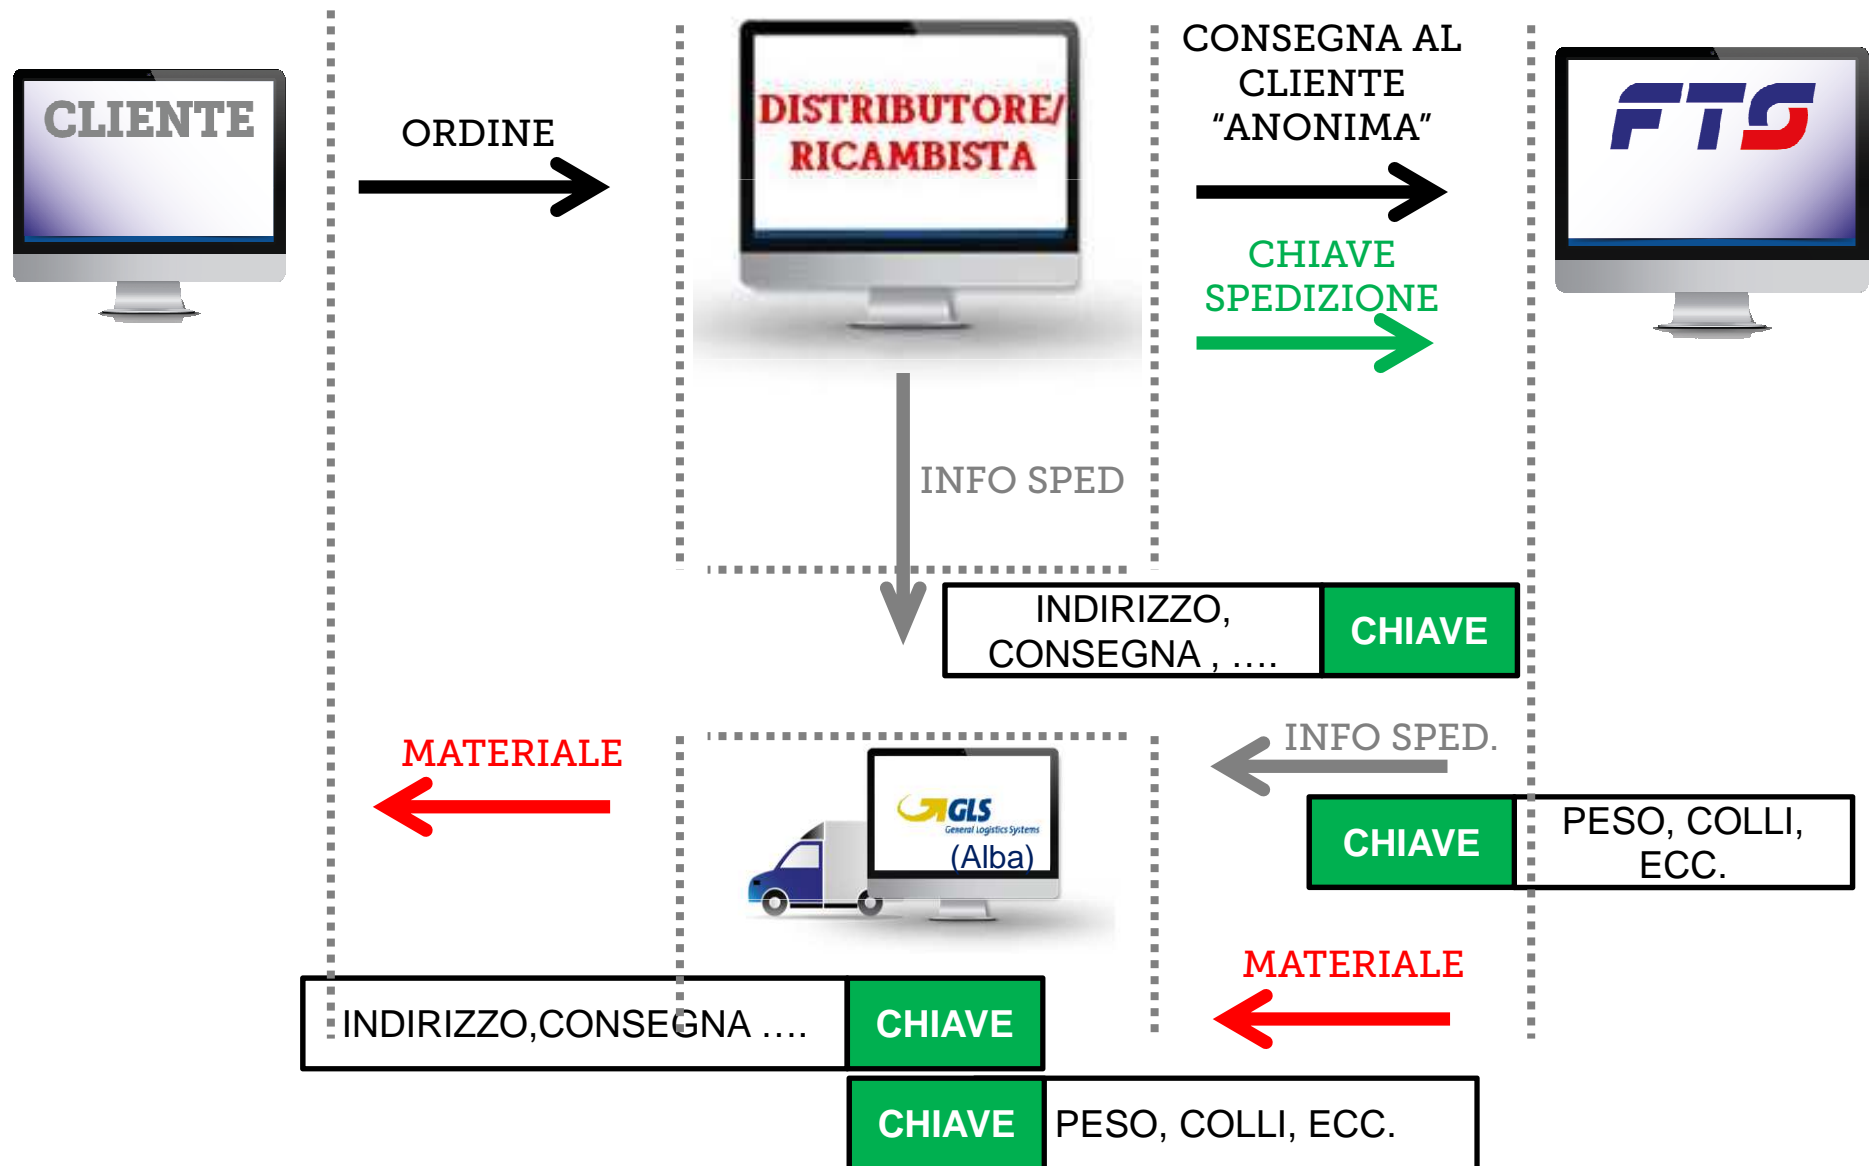 CLIENTE
ORDINE
DISTRIBUTORE/
RICAMBISTA
CONSEGNA AL
CLIENTE
"ANONIMA"
FTS
CHIAVE
SPEDIZIONE
INFO SPED
INDIRIZZO,
CONSEGNA , ….
CHIAVE
MATERIALE
INFO SPED.
GLS
General Logistics Systems
(Alba)
CHIAVE
PESO, COLLI,
ECC.
MATERIALE
INDIRIZZO,CONSEGNA ….
CHIAVE
CHIAVE
PESO, COLLI, ECC.